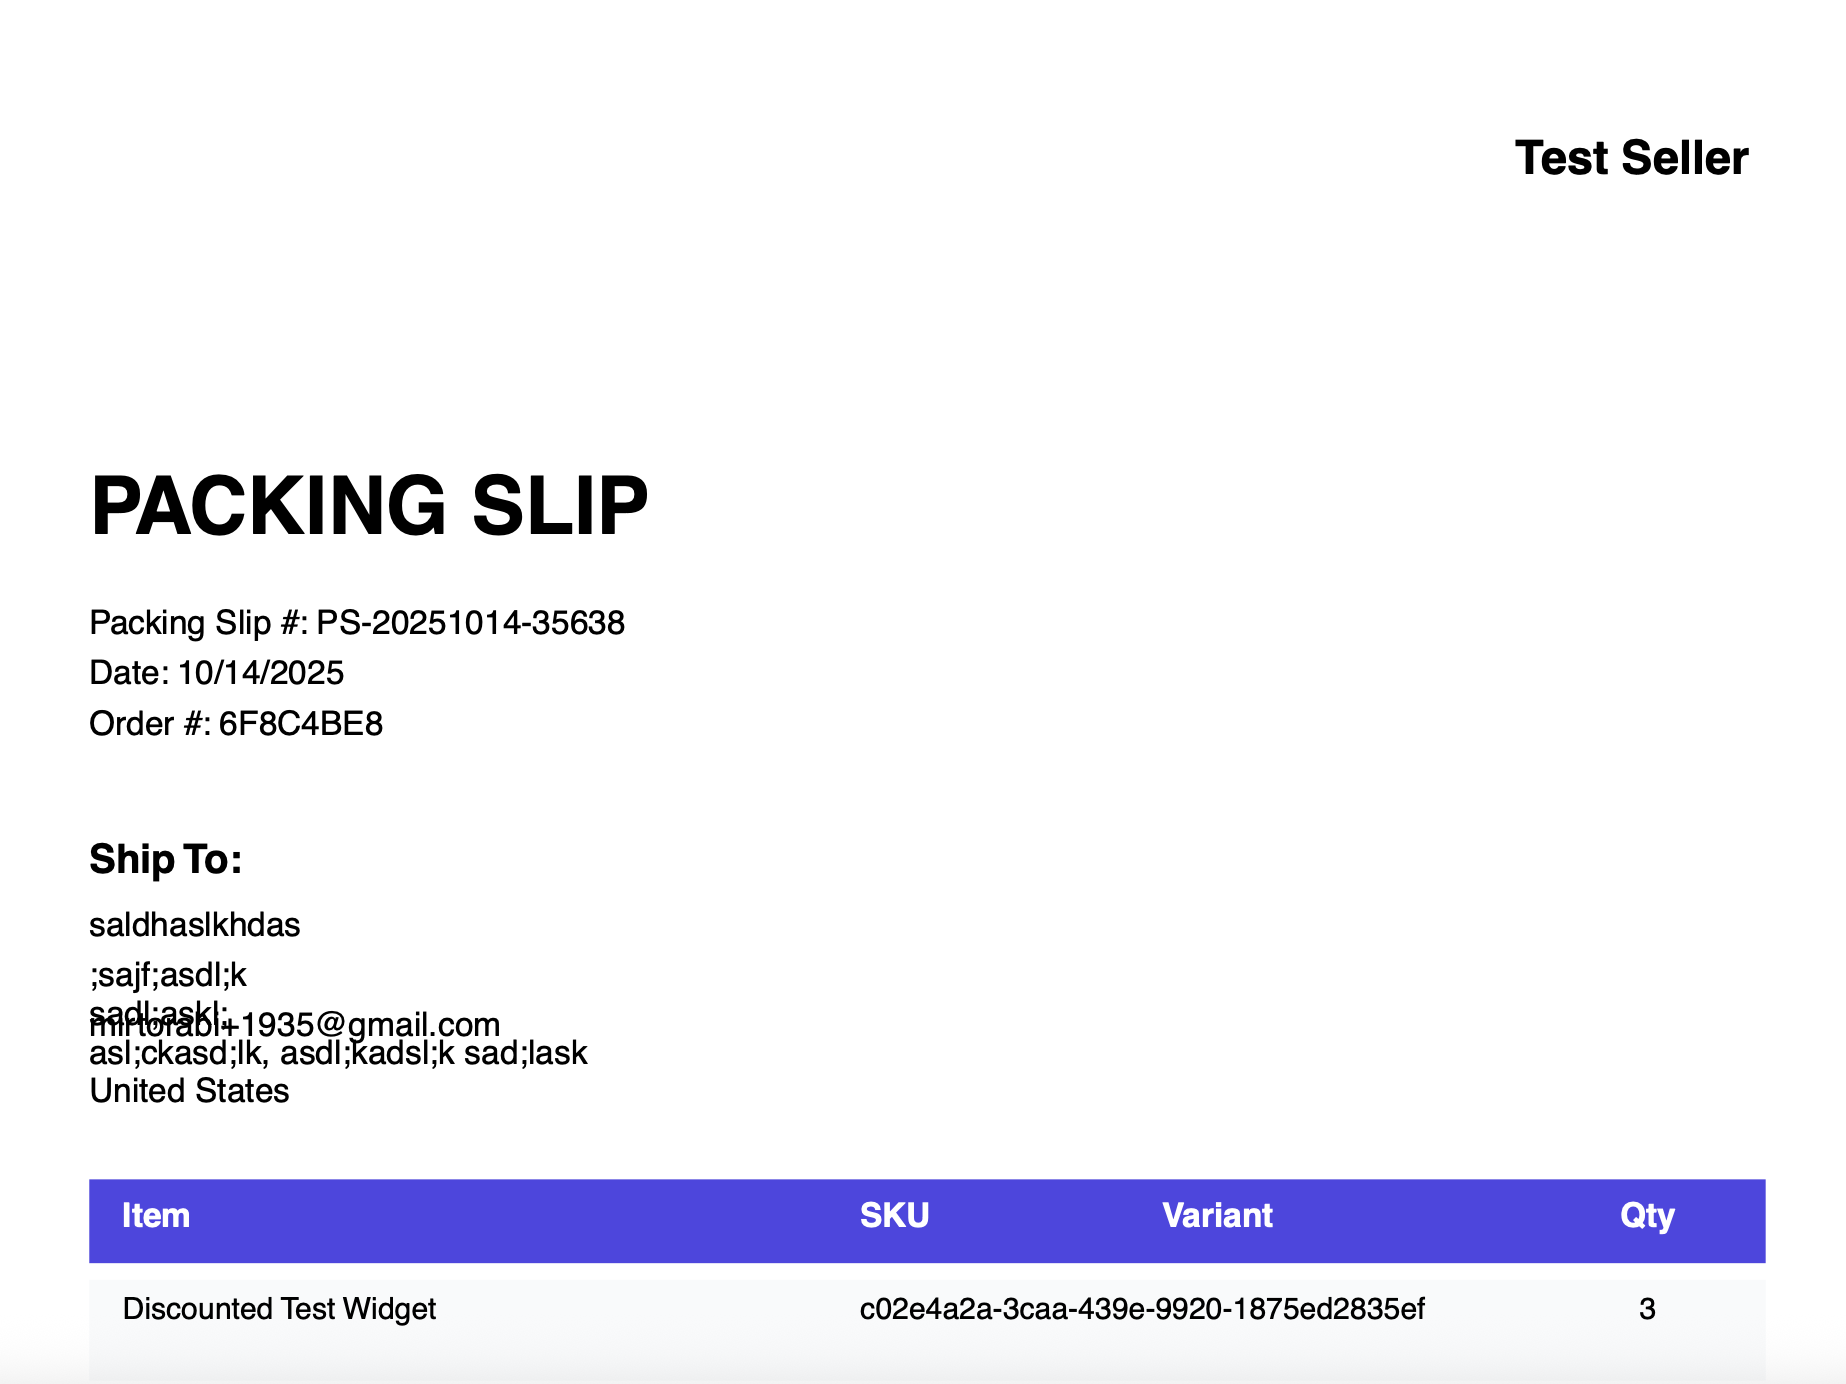 Test Seller
PACKING SLIP
Packing Slip #: PS-20251014-35638
Date: 10/14/2025
Order #: 6F8C4BE8
Ship To:
saldhaslkhdas
;sajf;asdl;k
sadl;askl;
mirtorabi+1935@gmail.com
asl;ckasd;lk, asdl;kadsl;k sad;lask
United States
Item SKU Variant Qty
Discounted Test Widget c02e4a2a-3caa-439e-9920-1875ed2835ef 3